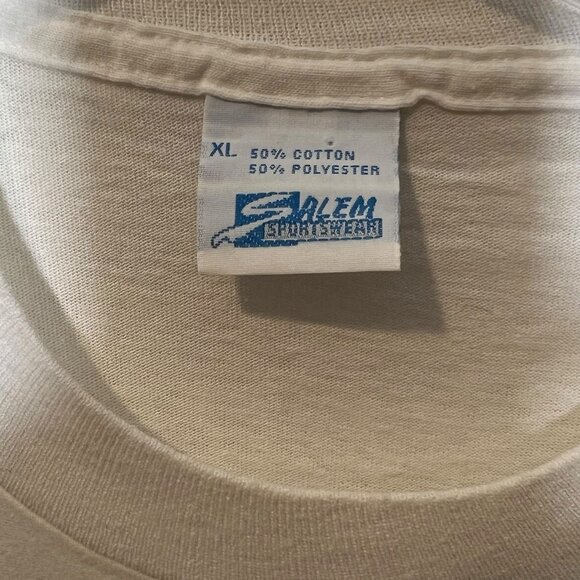 XL 50% COTTON
50% POLYESTER
SALEM
SPORTSWEAR